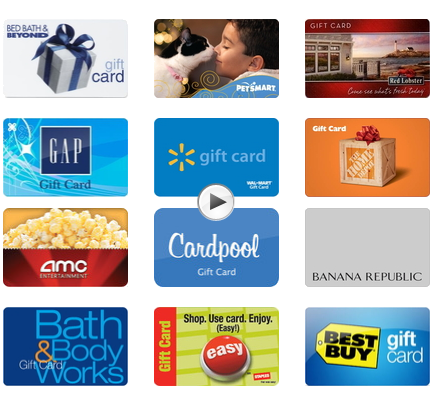 BED BATH &
BEYOND
gift
card
PETSMART
GIFT CARD
Red Lobster
Come see what's fresh today
GAP
Gift Card
gift card
WAL-MART
Gift Card
Gift Card
THE HOME DEPOT
amc
ENTERTAINMENT
Cardpool
Gift Card
BANANA REPUBLIC
Bath
& Body
Gift Card
Works
Gift Card
Shop. Use card. Enjoy.
(Easy!)
easy
STAPLES
BEST
BUY
gift
card